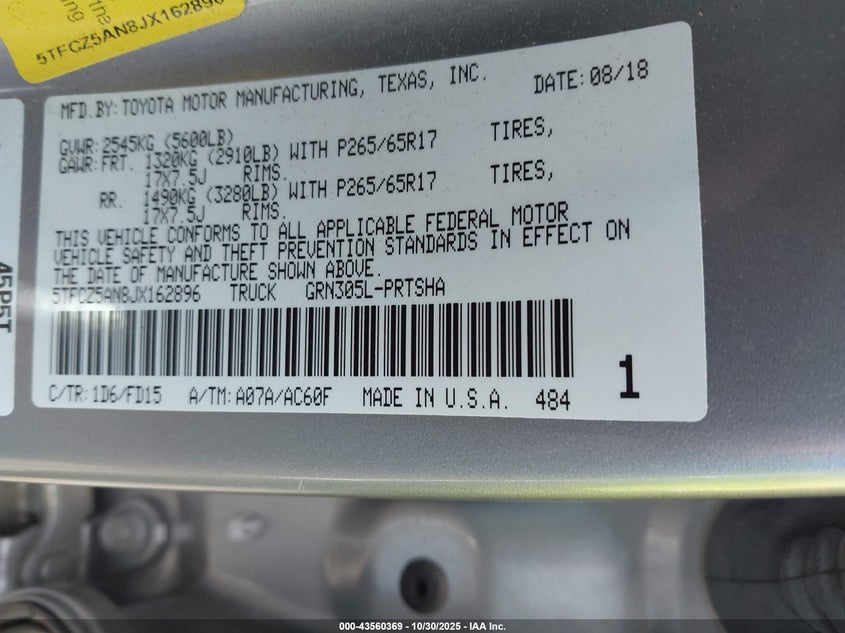 the
ng
5TFCZ5AN8JX162896
MFD.BY: TOYOTA MOTOR MANUFACTURING, TEXAS, INC. DATE: 08/18
GVWR: 2545KG (5600LB)
GAWR: FRT. 1320KG (2910LB) WITH P265/65R17 TIRES,
17X7.5J RIMS.
RR. 1490KG (3280LB) WITH P265/65R17 TIRES,
17X7.5J RIMS.
THIS VEHICLE CONFORMS TO ALL APPLICABLE FEDERAL MOTOR
VEHICLE SAFETY AND THEFT PREVENTION STANDARDS IN EFFECT ON
THE DATE OF MANUFACTURE SHOWN ABOVE.
5TFCZ5AN8JX162896 TRUCK GRN305L-PRTSHA
C/TR: 1D6/FD15 A/TM: A07A/AC60F MADE IN U.S.A. 484 1
45P5T
000-43560369 - 10/30/2025 - IAA Inc.